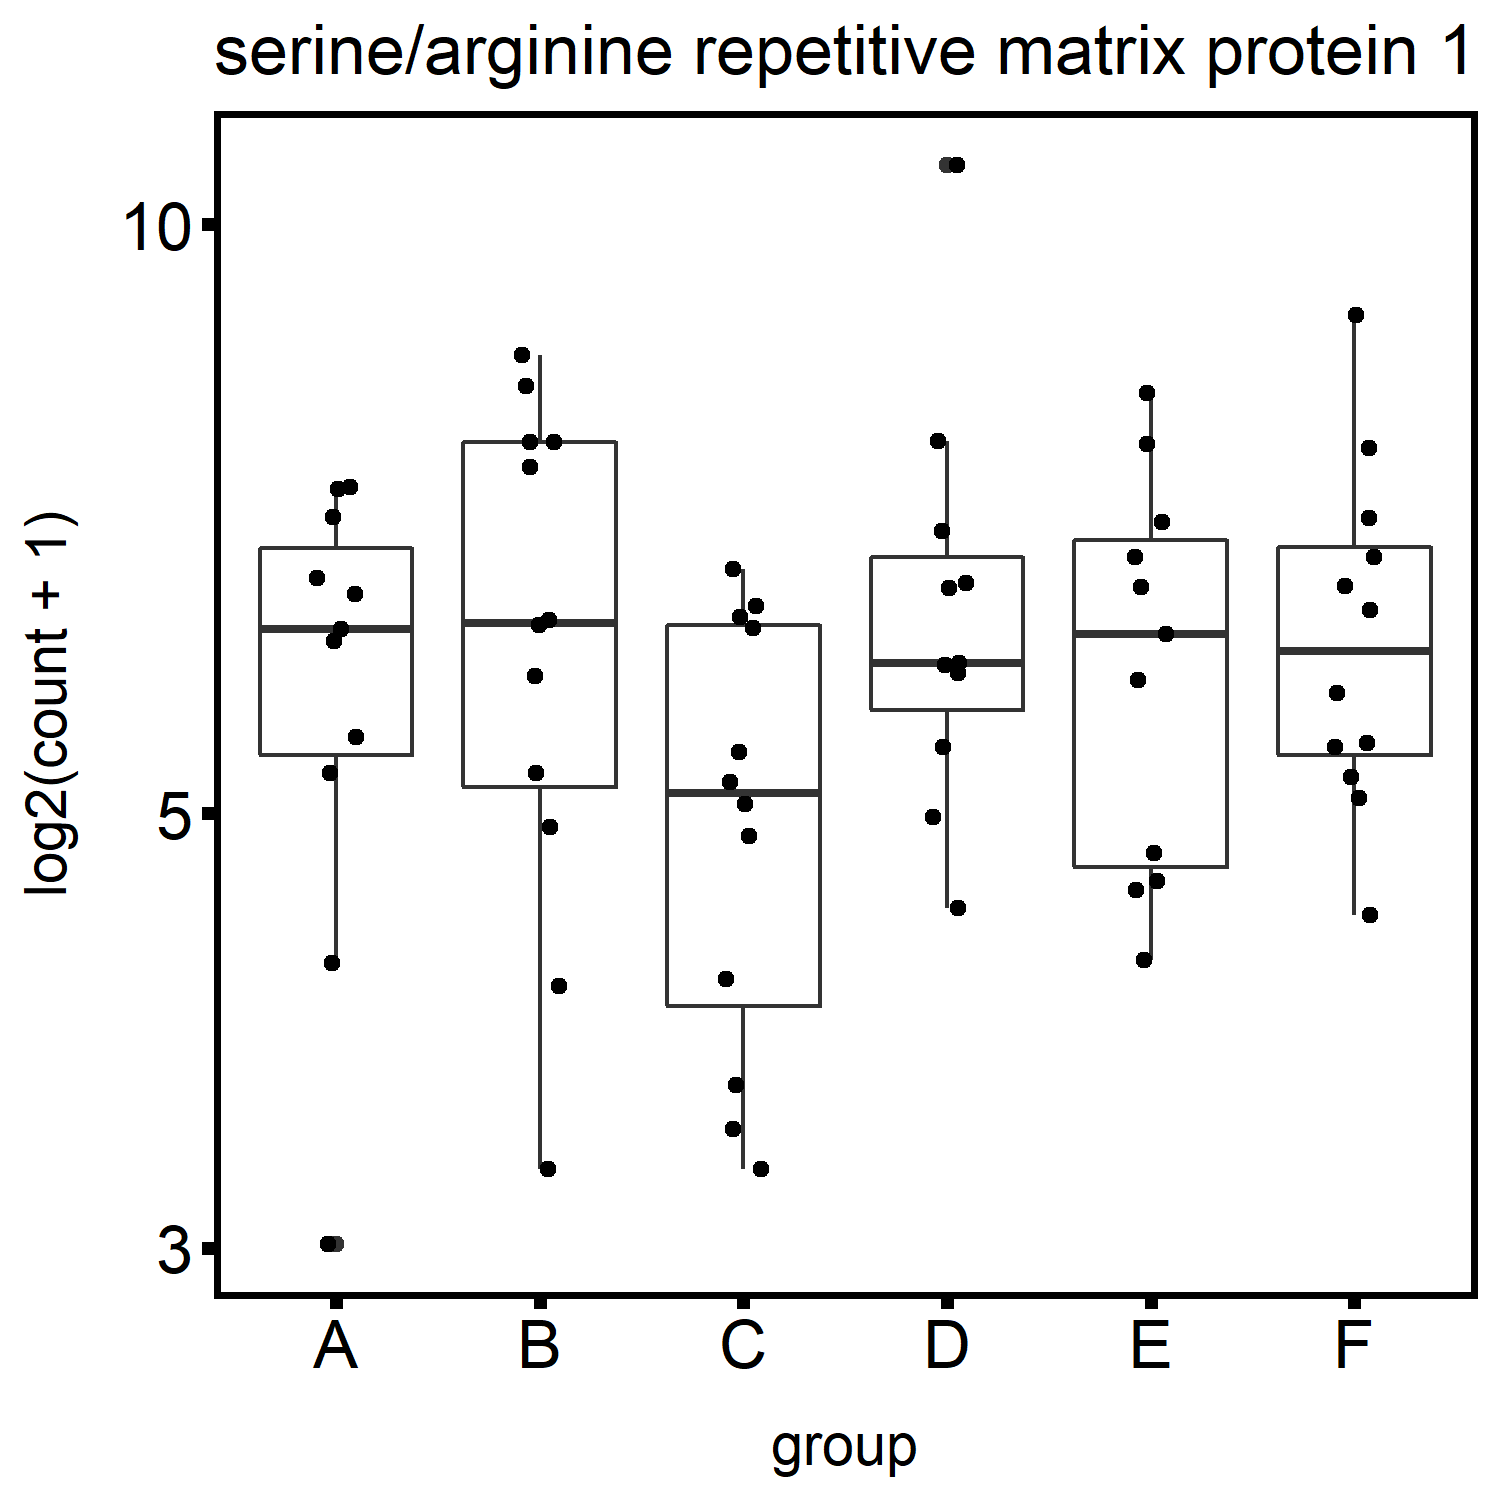 serine/arginine repetitive matrix protein 1
log2(count + 1)
10
5
3
A B C D E F
group